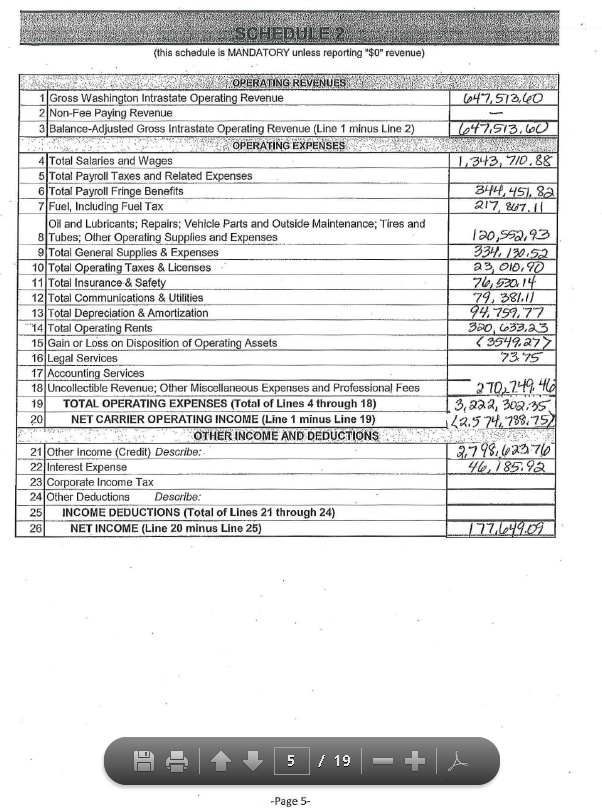 SCHEDULE 2
(this schedule is MANDATORY unless reporting "$0" revenue)
OPERATING REVENUES
1 Gross Washington Intrastate Operating Revenue 647,513.60
2 Non-Fee Paying Revenue —
3 Balance-Adjusted Gross Intrastate Operating Revenue (Line 1 minus Line 2) 647,513.60
OPERATING EXPENSES
4 Total Salaries and Wages 1,343,710.88
5 Total Payroll Taxes and Related Expenses
6 Total Payroll Fringe Benefits 344,451.82
7 Fuel, Including Fuel Tax 217,867.11
Oil and Lubricants; Repairs; Vehicle Parts and Outside Maintenance; Tires and
8 Tubes; Other Operating Supplies and Expenses 120,552.93
9 Total General Supplies & Expenses 334,130.52
10 Total Operating Taxes & Licenses 23,010.90
11 Total Insurance & Safety 76,530.14
12 Total Communications & Utilities 79,381.11
13 Total Depreciation & Amortization 94,759.77
14 Total Operating Rents 320,633.23
15 Gain or Loss on Disposition of Operating Assets <3549.27>
16 Legal Services 73.75
17 Accounting Services
18 Uncollectible Revenue; Other Miscellaneous Expenses and Professional Fees 270,749.46
19 TOTAL OPERATING EXPENSES (Total of Lines 4 through 18) 3,222,302.35
20 NET CARRIER OPERATING INCOME (Line 1 minus Line 19) <2,574,788.75>
OTHER INCOME AND DEDUCTIONS
21 Other Income (Credit) Describe: 2,798,623.76
22 Interest Expense 46,185.92
23 Corporate Income Tax
24 Other Deductions Describe:
25 INCOME DEDUCTIONS (Total of Lines 21 through 24)
26 NET INCOME (Line 20 minus Line 25) 177,649.09
5 / 19
-Page 5-